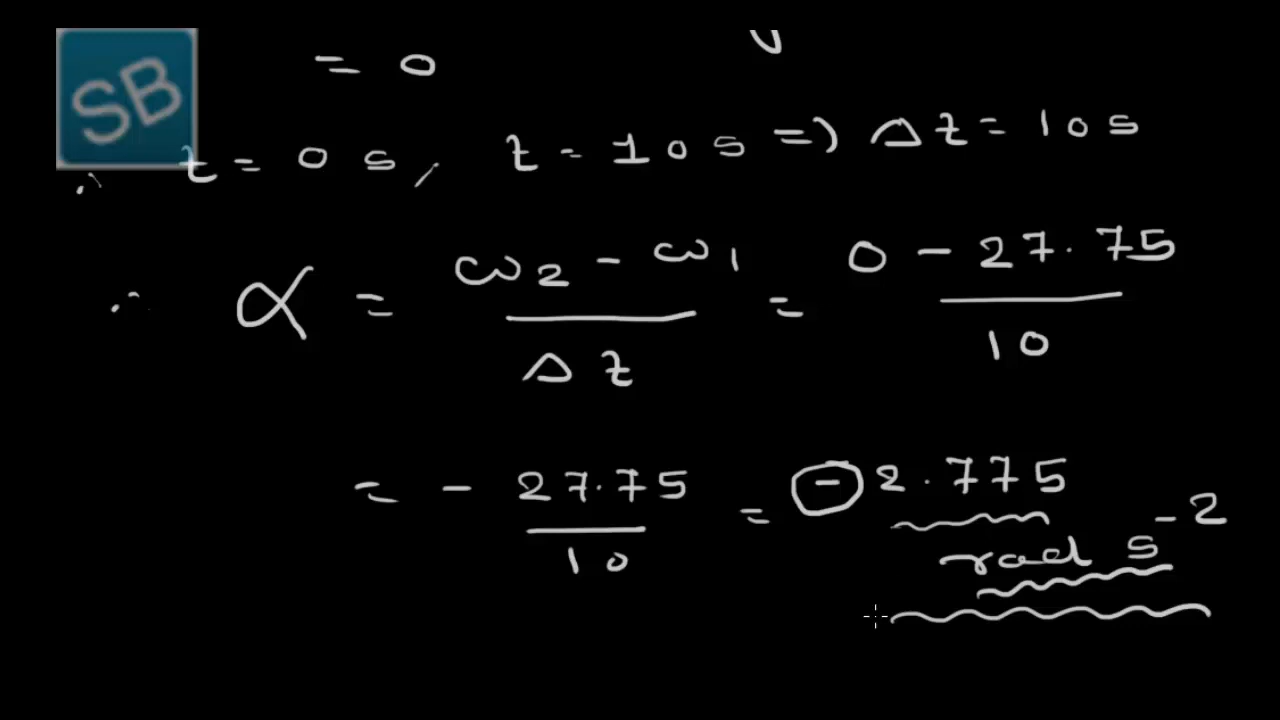 SB
= 0
∴ t = 0 s, t = 10 s => Δt = 10 s
∴ α = (ω2 - ω1)/Δt = (0 - 27.75)/10
= - 27.75/10 = - 2.775
rad s^-2